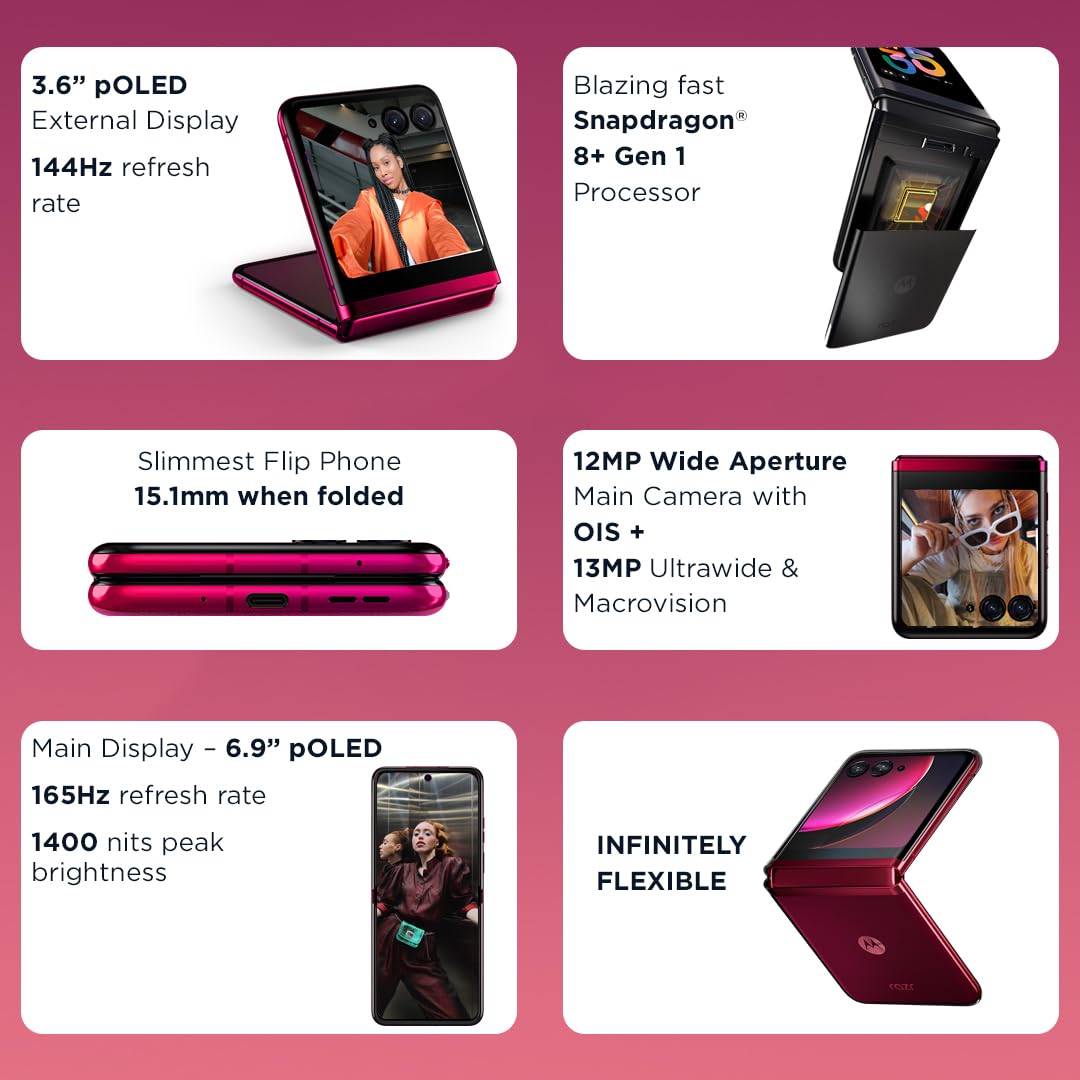 3.6” pOLED
External Display
144Hz refresh
rate
Blazing fast
Snapdragon®
8+ Gen 1
Processor
razr
Slimmest Flip Phone
15.1mm when folded
12MP Wide Aperture
Main Camera with
OIS +
13MP Ultrawide &
Macrovision
Main Display – 6.9” pOLED
165Hz refresh rate
1400 nits peak
brightness
INFINITELY
FLEXIBLE
razr